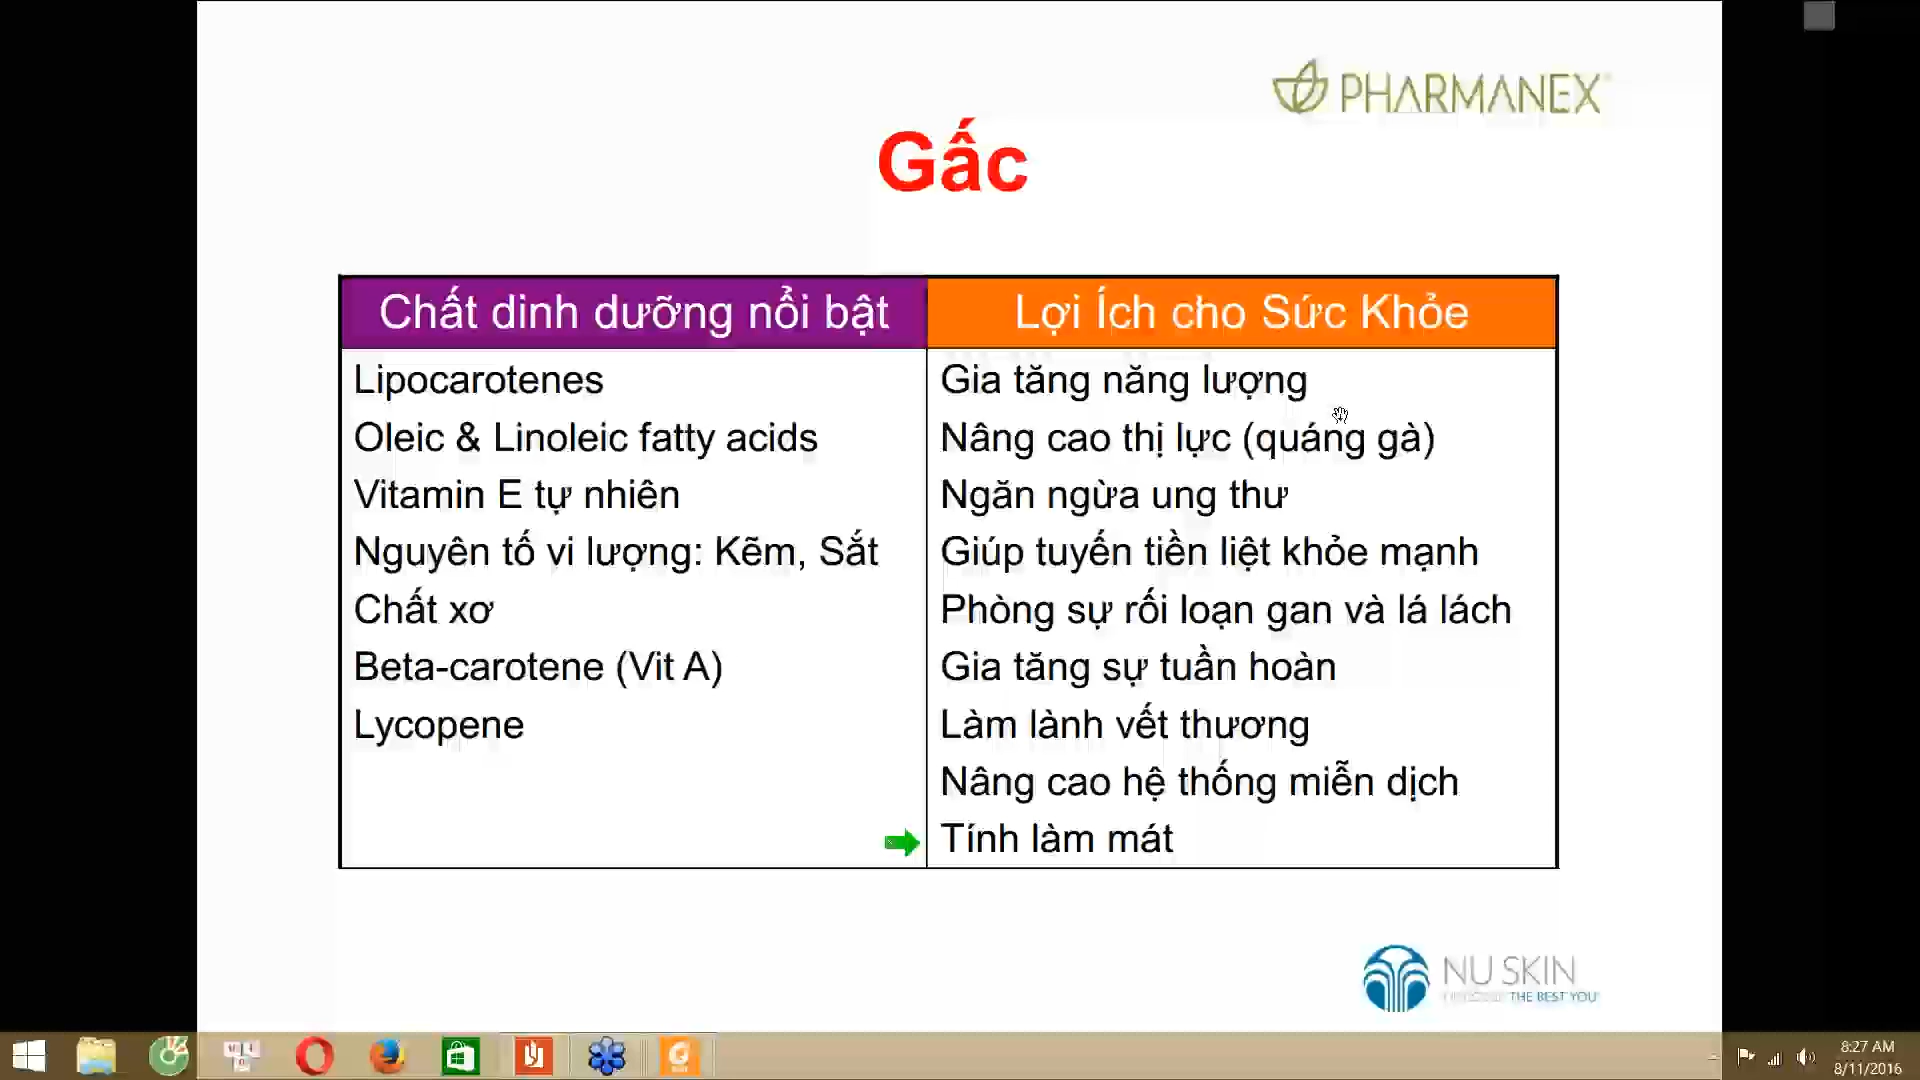 PHARMANEX
Gấc
Chất dinh dưỡng nổi bật
Lợi Ích cho Sức Khỏe
Lipocarotenes
Oleic & Linoleic fatty acids
Vitamin E tự nhiên
Nguyên tố vi lượng: Kẽm, Sắt
Chất xơ
Beta-carotene (Vit A)
Lycopene
Gia tăng năng lượng
Nâng cao thị lực (quáng gà)
Ngăn ngừa ung thư
Giúp tuyến tiền liệt khỏe mạnh
Phòng sự rối loạn gan và lá lách
Gia tăng sự tuần hoàn
Làm lành vết thương
Nâng cao hệ thống miễn dịch
Tính làm mát
NU SKIN
THE BEST YOU
8:27 AM
8/11/2016